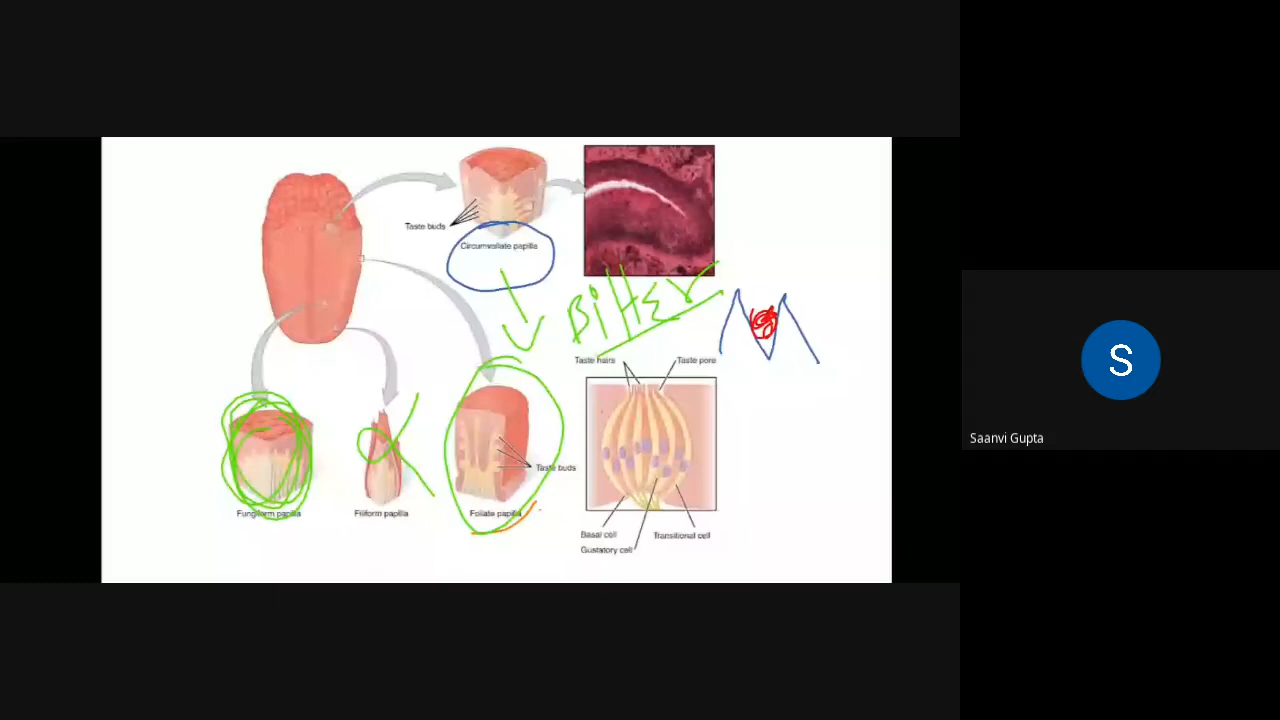 Taste buds
Circumvallate papilla
Bitter
Taste hairs
Taste pore
Taste buds
Fungiform papilla
Filiform papilla
Foliate papilla
Basal cell
Transitional cell
Gustatory cell
S
Saanvi Gupta